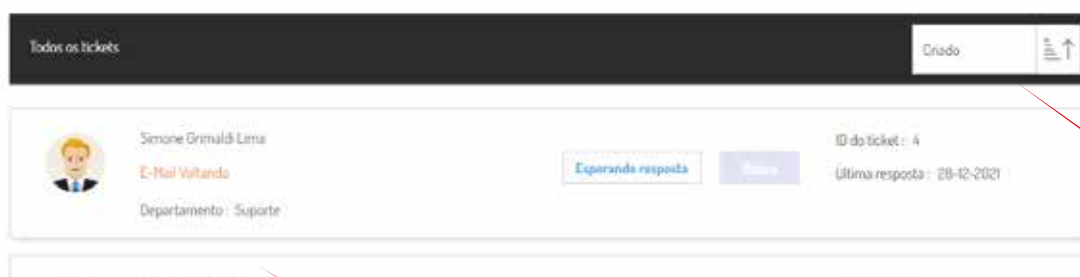 Todos os tickets
Criado
Simone Grimaldi Lima
E-Mail Voltando
Departamento : Suporte
Esperando resposta
ID do ticket : 4
Última resposta : 28-12-2021